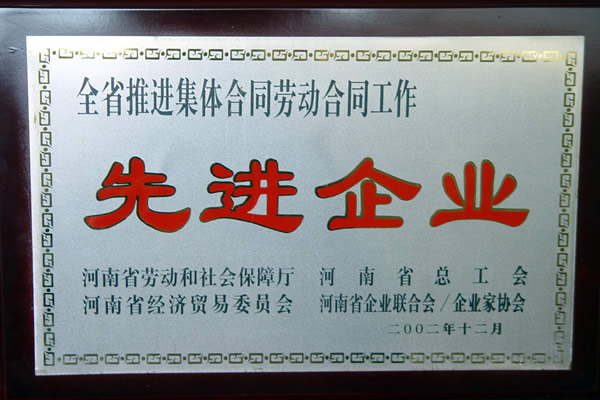 全省推进集体合同劳动合同工作
先进企业
河南省劳动和社会保障厅 河南省总工会
河南省经济贸易委员会 河南省企业联合会/企业家协会
二〇〇二年十二月